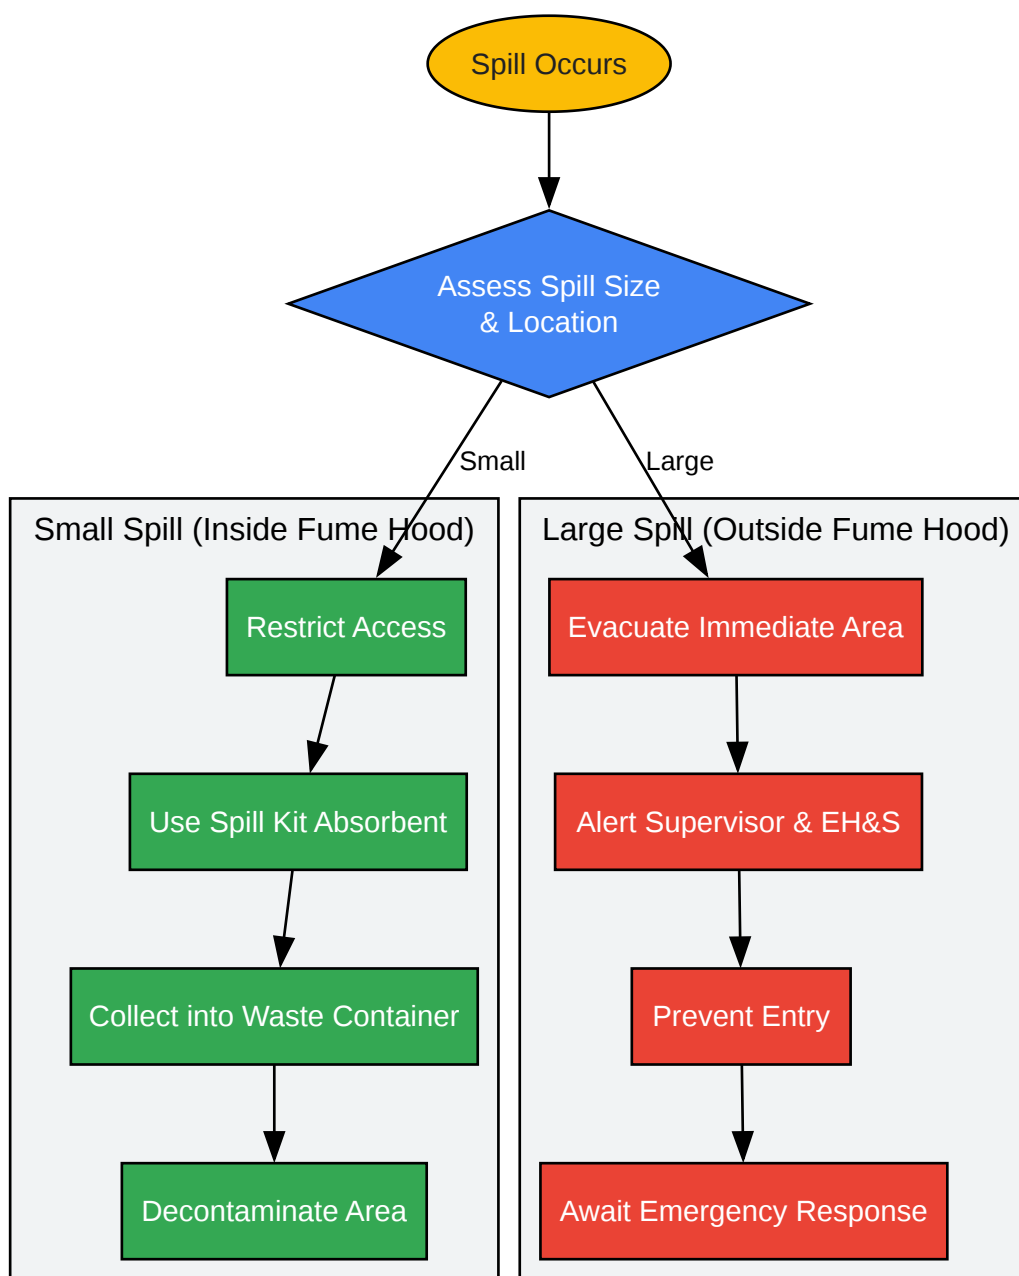 Spill Occurs
Assess Spill Size
& Location
Small
Large
Small Spill (Inside Fume Hood)
Restrict Access
Use Spill Kit Absorbent
Collect into Waste Container
Decontaminate Area
Large Spill (Outside Fume Hood)
Evacuate Immediate Area
Alert Supervisor & EH&S
Prevent Entry
Await Emergency Response